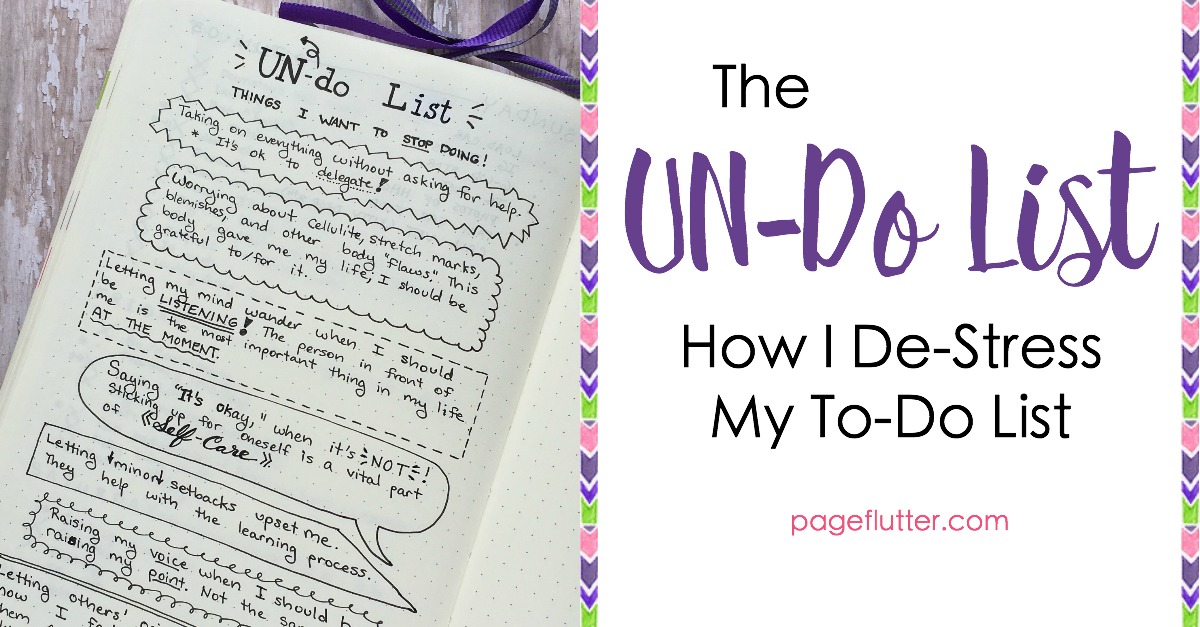 UN-do List
THINGS I WANT TO STOP DOING!
Taking on everything without asking for help.
* It's ok to delegate!
Worrying about cellulite, stretch marks,
blemishes, and other body "flaws." This
body gave me my life, I should be
grateful to/for it.
Letting my mind wander when I should
be LISTENING! The person in front of
me is the most important thing in my life
AT THE MOMENT.
Saying "It's okay," when it's NOT!
Sticking up for oneself is a vital part
of «Self-Care»
Letting minor setbacks upset me.
They help with the learning process.
Raising my voice when I should be
raising my point. Not the
Letting others'
how I
them
The
UN-Do List
How I De-Stress
My To-Do List
pageflutter.com